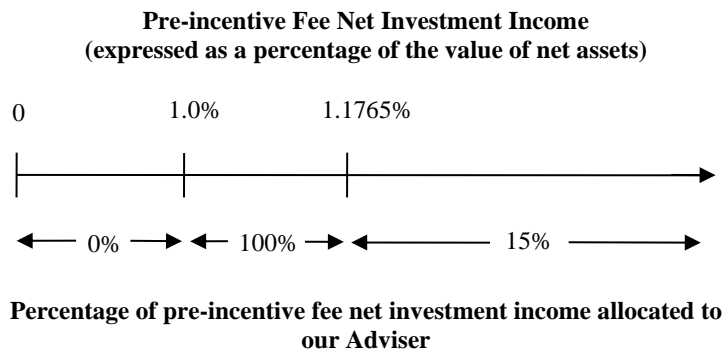 Pre-incentive Fee Net Investment Income
(expressed as a percentage of the value of net assets)
0 1.0% 1.1765%
0% 100% 15%
Percentage of pre-incentive fee net investment income allocated to
our Adviser